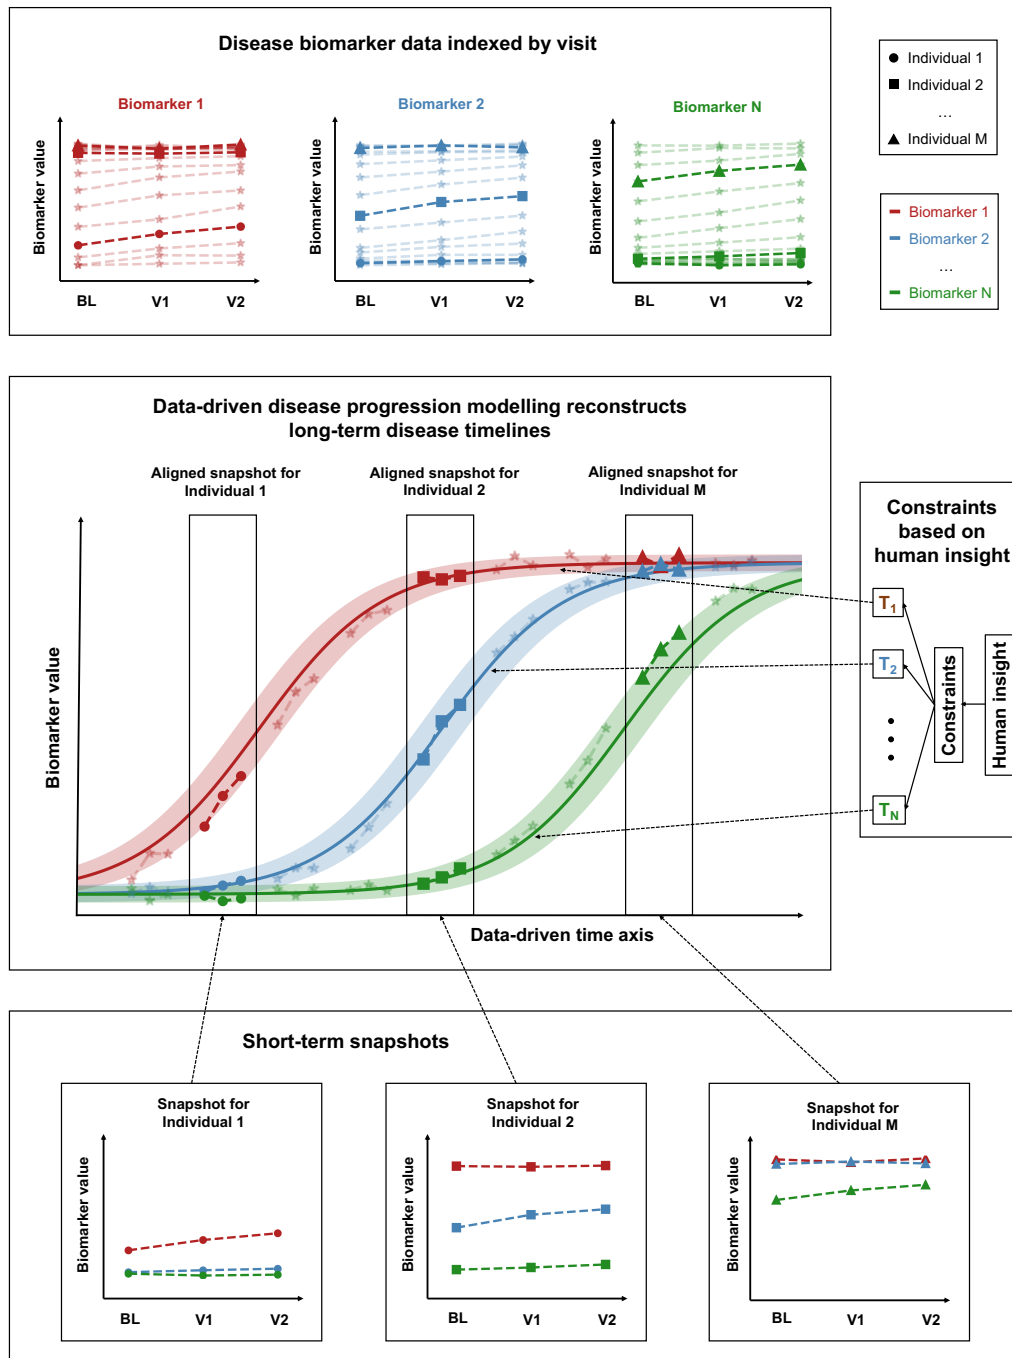 Disease biomarker data indexed by visit
Biomarker 1
Biomarker value
BL V1 V2
Biomarker 2
Biomarker value
BL V1 V2
Biomarker N
Biomarker value
BL V1 V2
Individual 1
Individual 2
...
Individual M
Biomarker 1
Biomarker 2
...
Biomarker N
Data-driven disease progression modelling reconstructs
long-term disease timelines
Aligned snapshot for
Individual 1
Aligned snapshot for
Individual 2
Aligned snapshot for
Individual M
Biomarker value
Data-driven time axis
Constraints
based on
human insight
T1
T2
TN
Constraints
Human insight
Short-term snapshots
Snapshot for
Individual 1
Biomarker value
BL V1 V2
Snapshot for
Individual 2
Biomarker value
BL V1 V2
Snapshot for
Individual M
Biomarker value
BL V1 V2